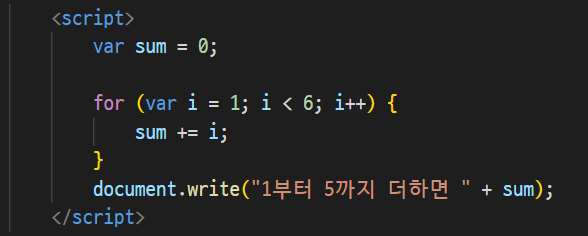 <script>
var sum = 0;
for (var i = 1; i < 6; i++) {
sum += i;
}
document.write("1부터 5까지 더하면 " + sum);
</script>